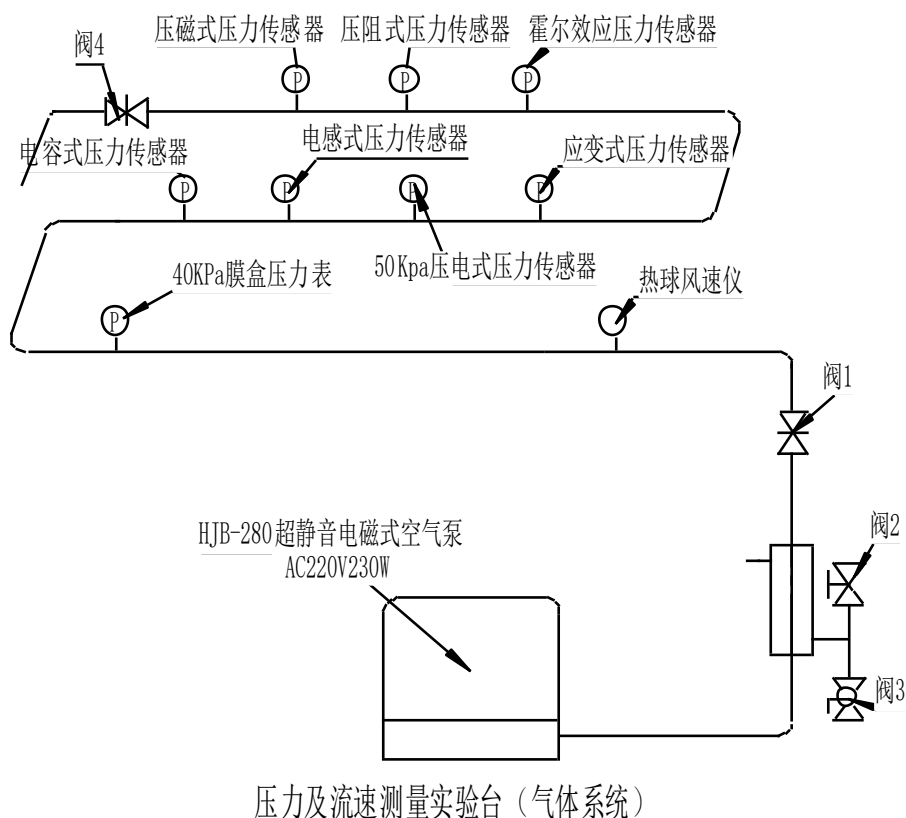 压磁式压力传感器
压阻式压力传感器
霍尔效应压力传感器
阀4
P
P
P
电容式压力传感器
电感式压力传感器
应变式压力传感器
P
P
P
P
40KPa膜盒压力表
50Kpa压电式压力传感器
热球风速仪
P
阀1
HJB-280超静音电磁式空气泵
AC220V230W
阀2
阀3
压力及流速测量实验台（气体系统）